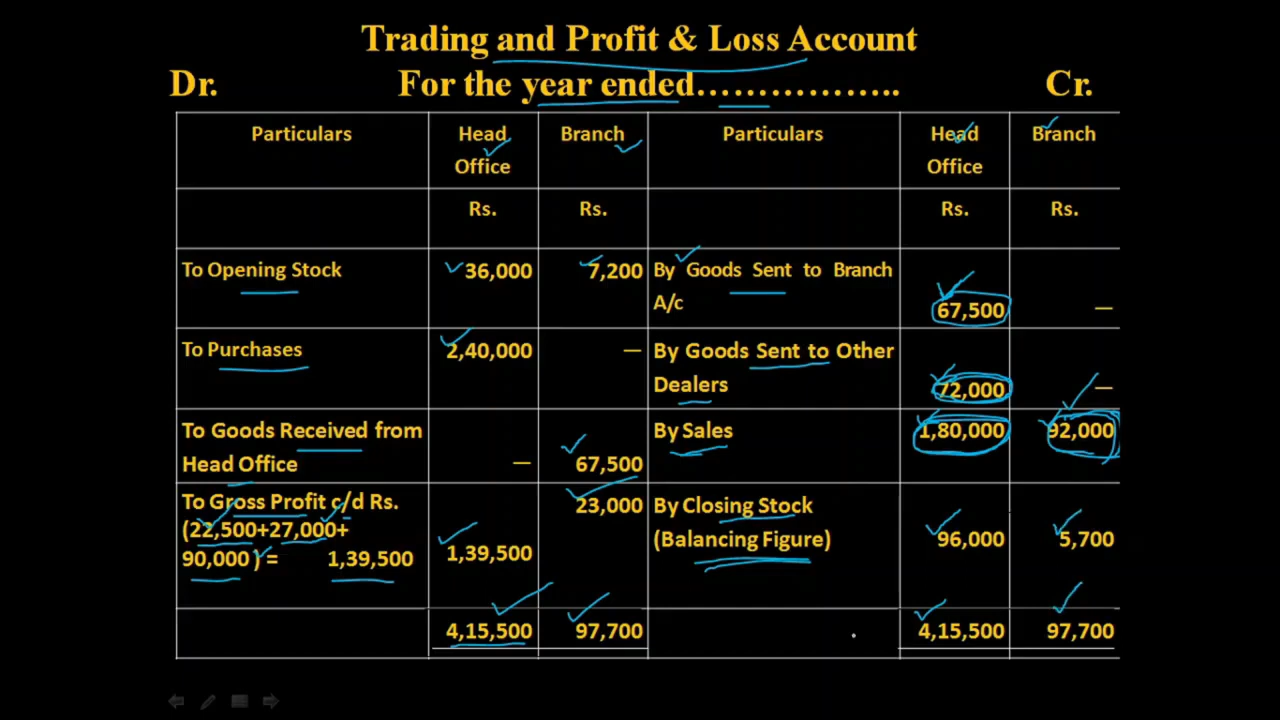 Trading and Profit & Loss Account
Dr. For the year ended……………….. Cr.
Particulars Head Office Branch Particulars Head Office Branch
Rs. Rs. Rs. Rs.
To Opening Stock 36,000 7,200 By Goods Sent to Branch
A/c 67,500 —
To Purchases 2,40,000 — By Goods Sent to Other
Dealers 72,000 —
To Goods Received from By Sales 1,80,000 92,000
Head Office — 67,500
To Gross Profit c/d Rs. 23,000 By Closing Stock
(22,500+27,000+ (Balancing Figure) 96,000 5,700
90,000 ) = 1,39,500 1,39,500
4,15,500 97,700 4,15,500 97,700